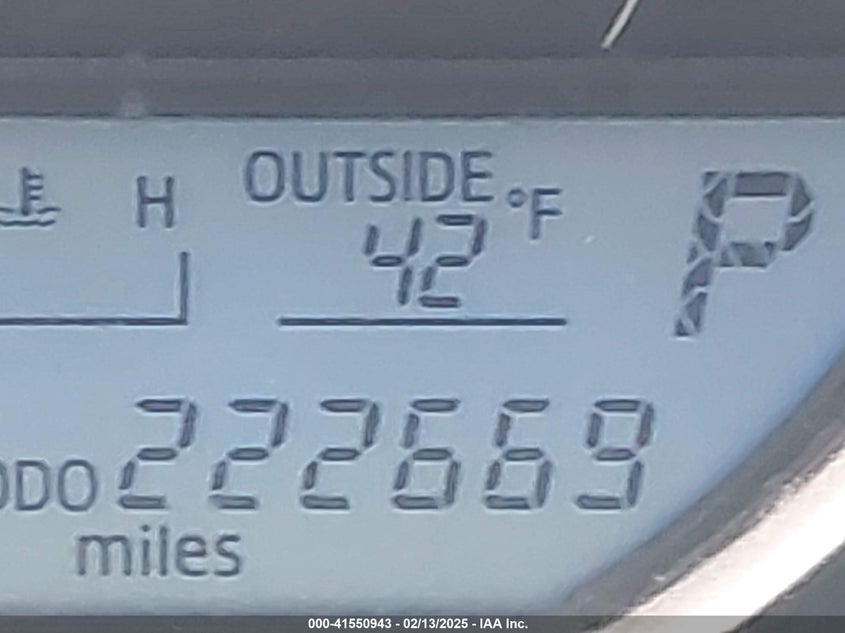 OUTSIDE
H 42 °F P
ODO 222669
miles
000-41550943 - 02/13/2025 - IAA Inc.